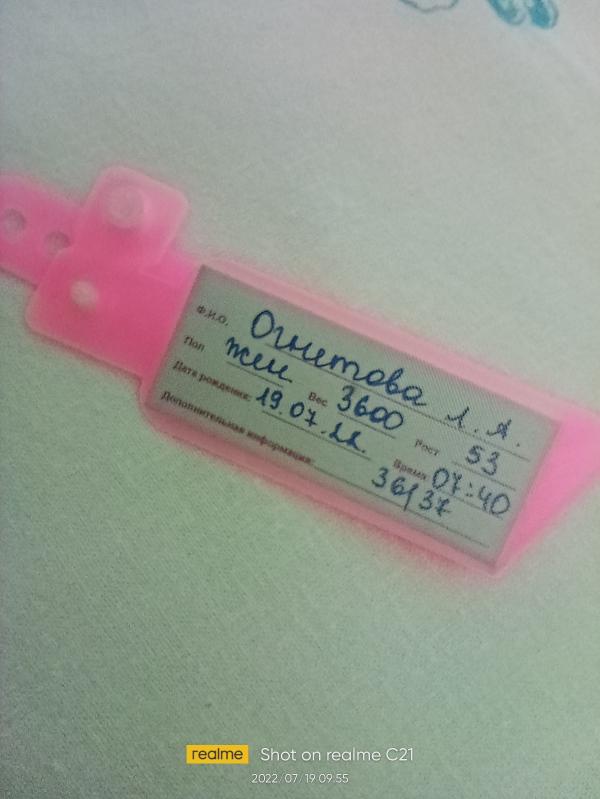 Ф.И.О. Огнетова Л. А.
Пол жен. Вес 3600 Рост 53
Дата рождения: 19.07.22. Время 07:40
Дополнительная информация: 36/37
realme Shot on realme C21
2022/07/19 09:55